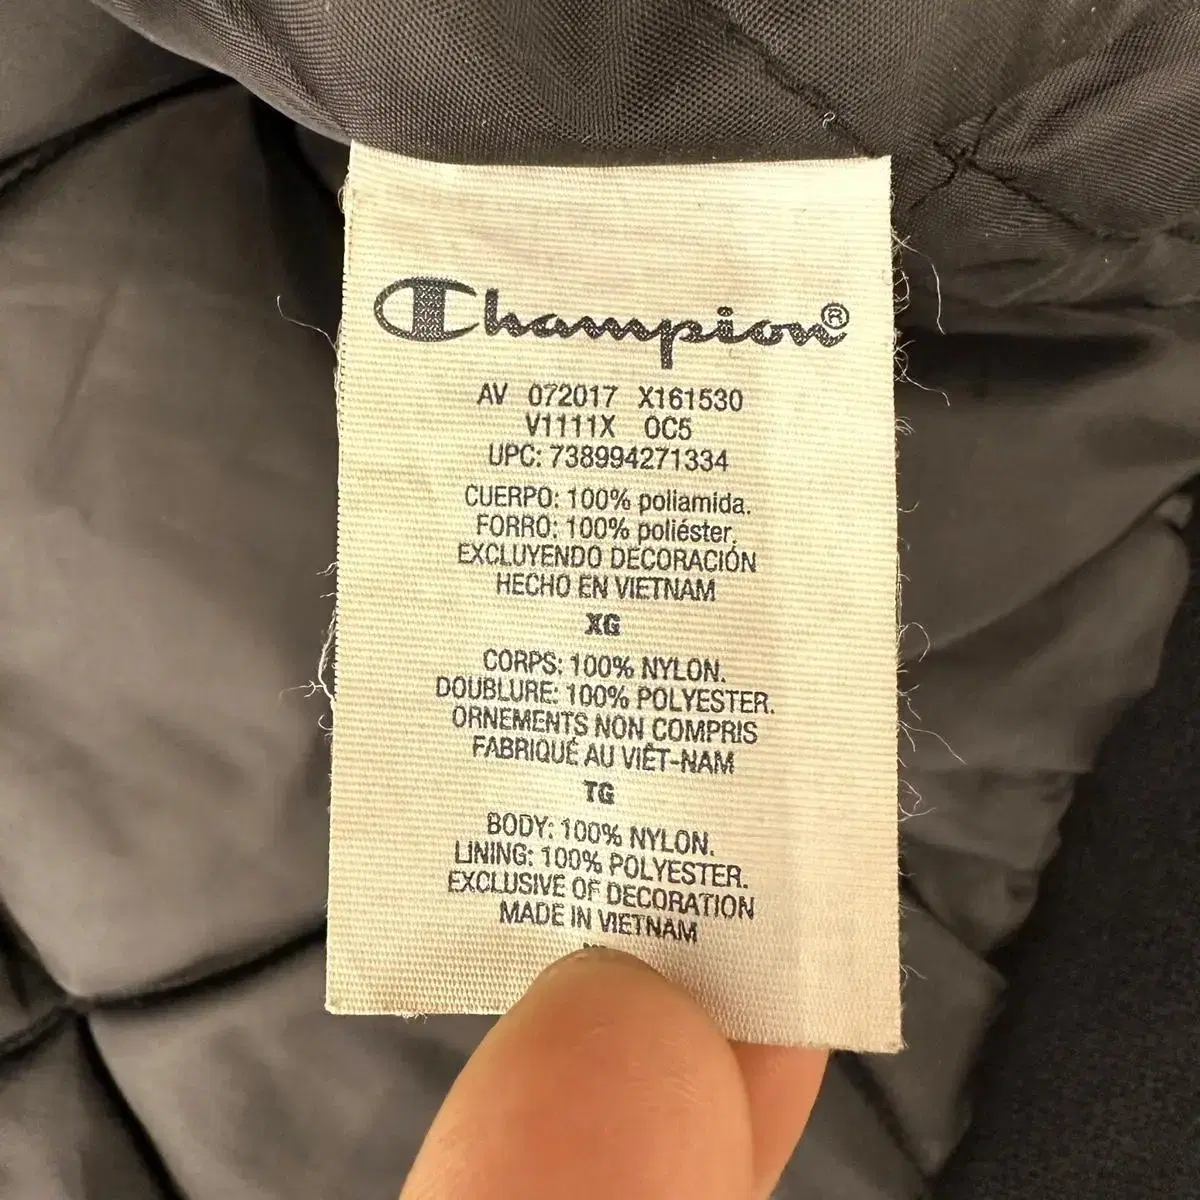 Champion®
AV 072017 X161530
V1111X 0C5
UPC: 738994271334
CUERPO: 100% poliamida.
FORRO: 100% poliéster.
EXCLUYENDO DECORACIÓN
HECHO EN VIETNAM
XG
CORPS: 100% NYLON.
DOUBLURE: 100% POLYESTER.
ORNEMENTS NON COMPRIS
FABRIQUÉ AU VIÊT-NAM
TG
BODY: 100% NYLON.
LINING: 100% POLYESTER.
EXCLUSIVE OF DECORATION
MADE IN VIETNAM